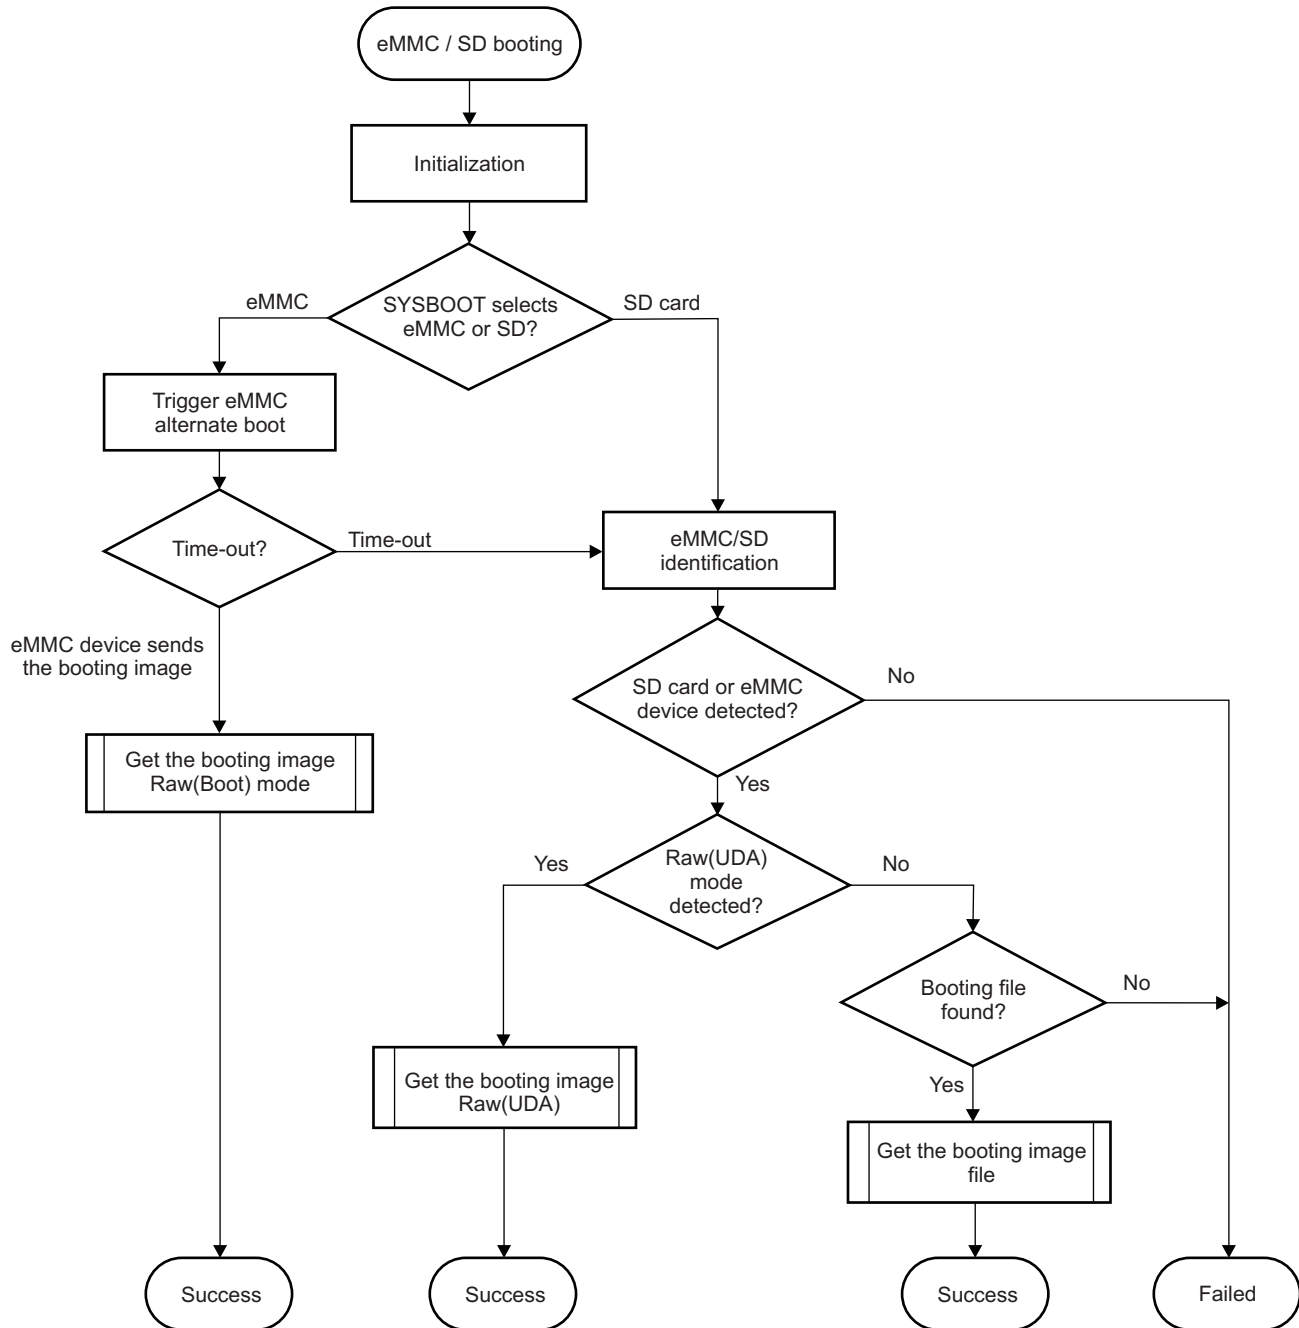 eMMC / SD booting
Initialization
SYSBOOT selects
eMMC or SD?
eMMC
SD card
Trigger eMMC
alternate boot
Time-out?
Time-out
eMMC/SD
identification
eMMC device sends
the booting image
SD card or eMMC
device detected?
No
Get the booting image
Raw(Boot) mode
Yes
Raw(UDA)
mode
detected?
Yes
No
Booting file
found?
No
Get the booting image
Raw(UDA)
Yes
Get the booting image
file
Success
Success
Success
Failed